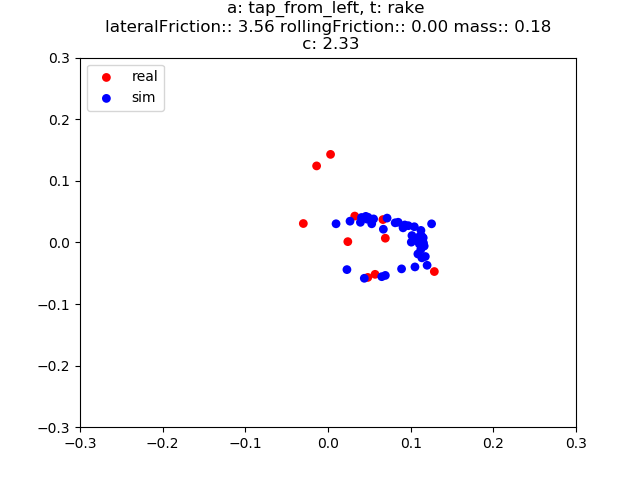 a: tap_from_left, t: rake
lateralFriction:: 3.56 rollingFriction:: 0.00 mass:: 0.18
c: 2.33
real
sim
0.3
0.2
0.1
0.0
−0.1
−0.2
−0.3
−0.3
−0.2
−0.1
0.0
0.1
0.2
0.3